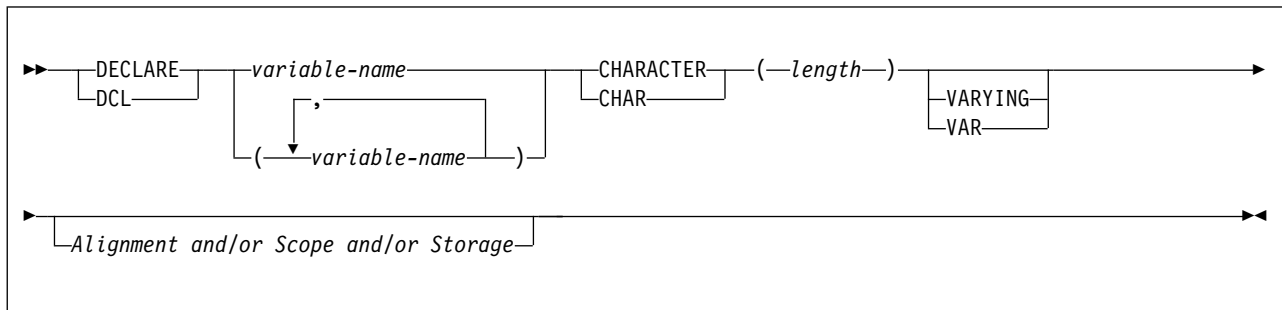 DECLARE variable-name CHARACTER ( length )
DCL , CHAR VARYING
VAR
( variable-name )
Alignment and/or Scope and/or Storage